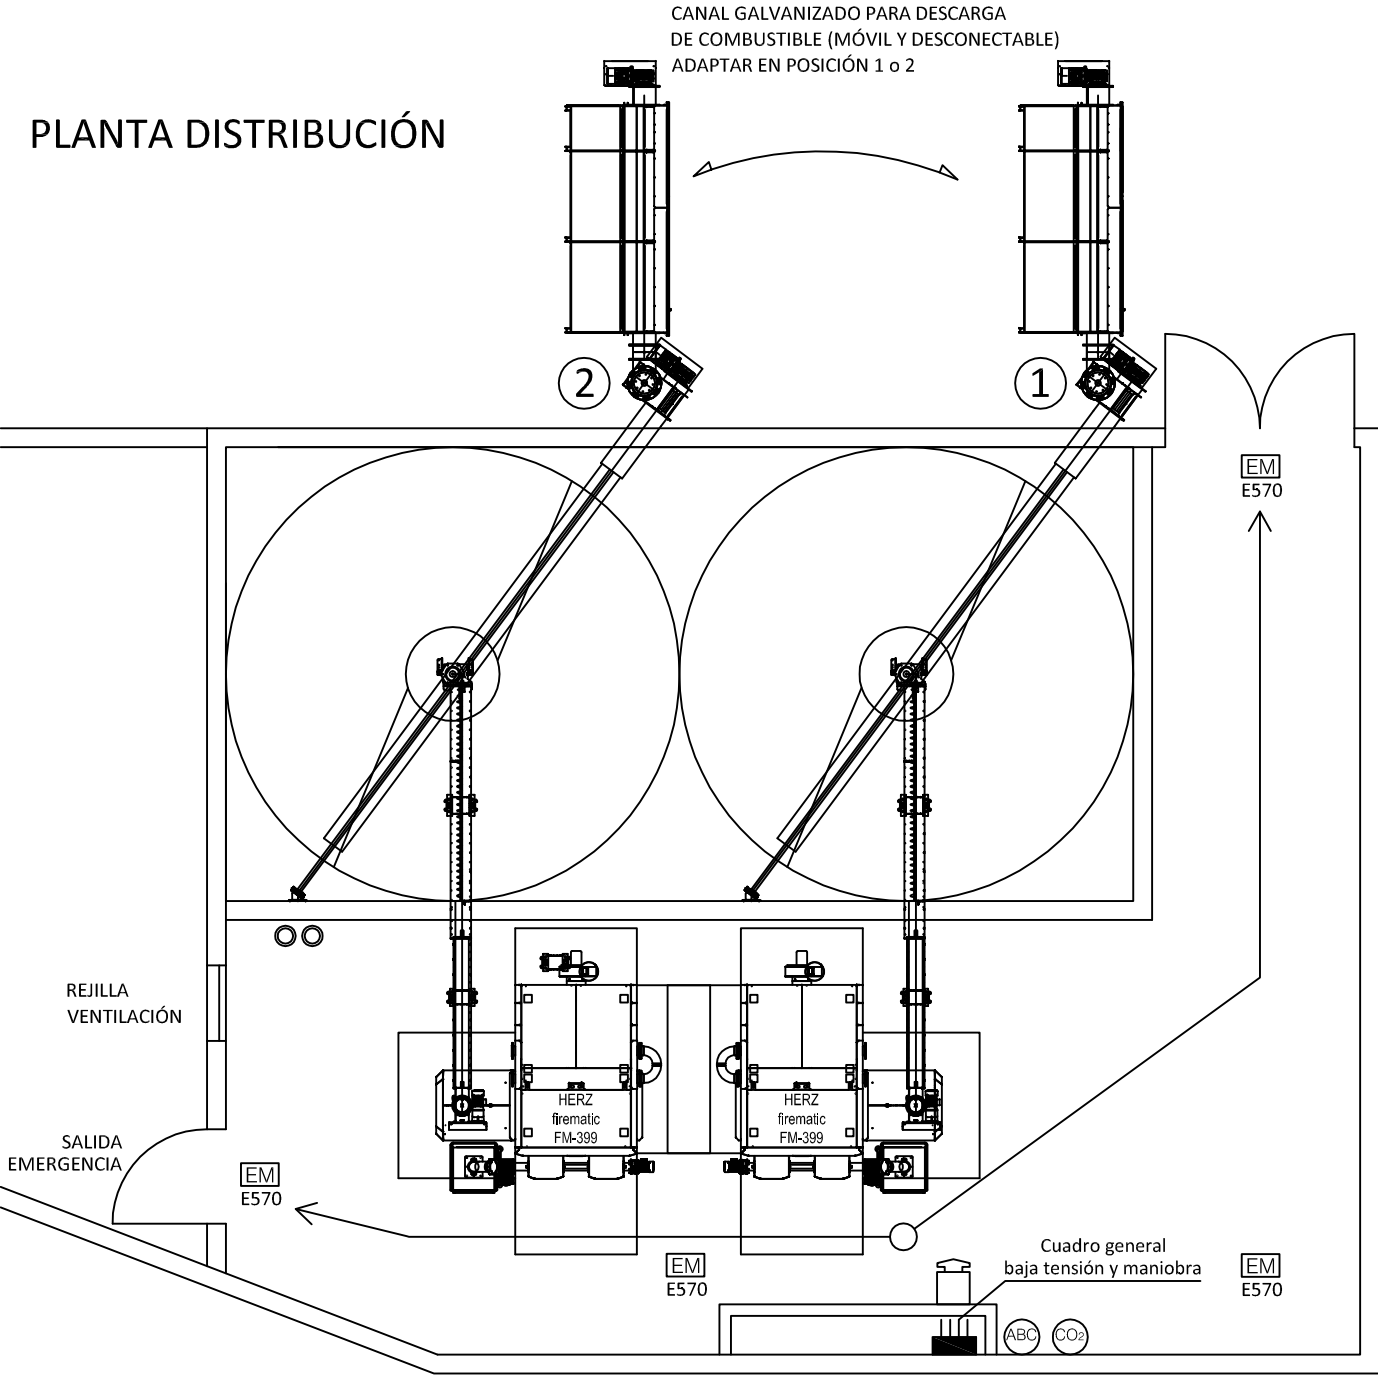 CANAL GALVANIZADO PARA DESCARGA
DE COMBUSTIBLE (MÓVIL Y DESCONECTABLE)
ADAPTAR EN POSICIÓN 1 o 2
PLANTA DISTRIBUCIÓN
2
1
EM
E570
REJILLA
VENTILACIÓN
HERZ
firematic
FM-399
HERZ
firematic
FM-399
SALIDA
EMERGENCIA
EM
E570
EM
E570
Cuadro general
baja tensión y maniobra
EM
E570
ABC
CO2